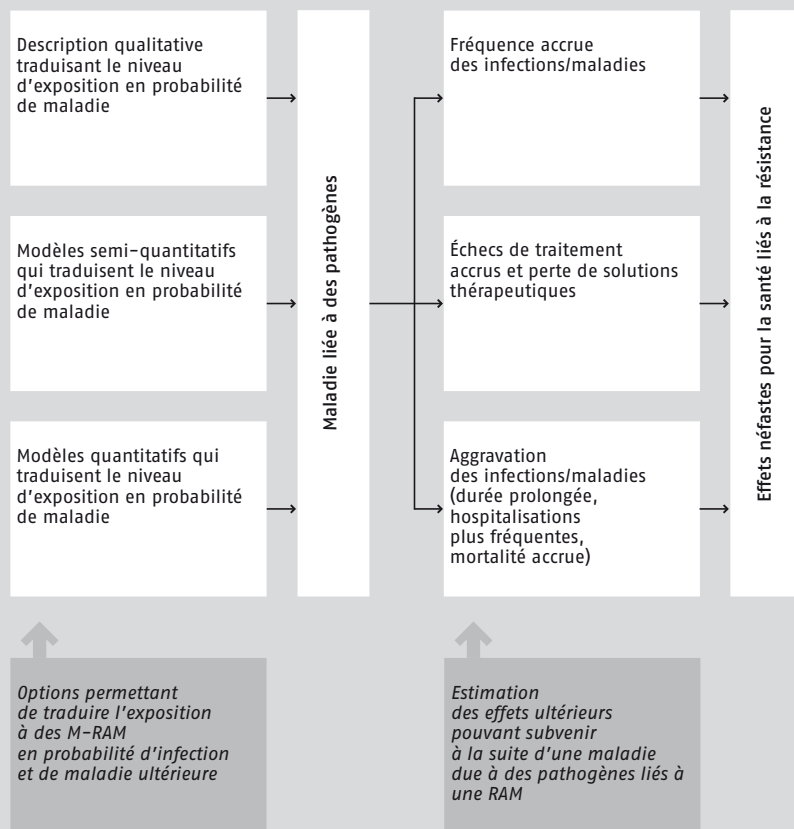 Description qualitative
traduisant le niveau
d'exposition en probabilité
de maladie
Modèles semi-quantitatifs
qui traduisent le niveau
d'exposition en probabilité
de maladie
Modèles quantitatifs qui
traduisent le niveau
d'exposition en probabilité
de maladie
Maladie liée à des pathogènes
Fréquence accrue
des infections/maladies
Échecs de traitement
accrus et perte de solutions
thérapeutiques
Aggravation
des infections/maladies
(durée prolongée,
hospitalisations
plus fréquentes,
mortalité accrue)
Effets néfastes pour la santé liés à la résistance
Options permettant
de traduire l'exposition
à des M-RAM
en probabilité d'infection
et de maladie ultérieure
Estimation
des effets ultérieurs
pouvant subvenir
à la suite d'une maladie
due à des pathogènes liés à
une RAM